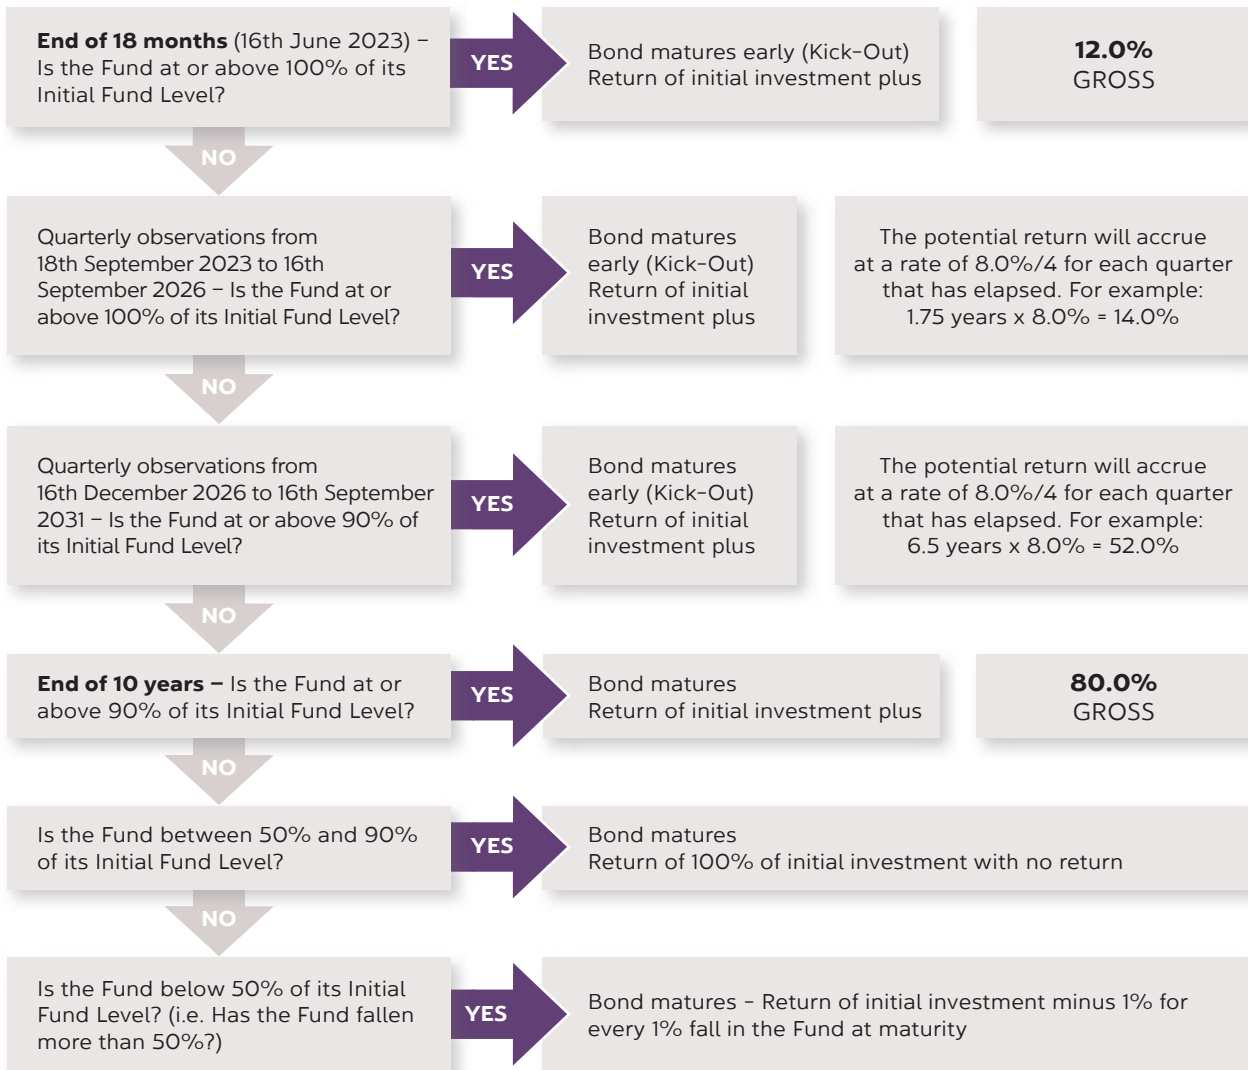 End of 18 months (16th June 2023) –
Is the Fund at or above 100% of its
Initial Fund Level?
YES
Bond matures early (Kick-Out)
Return of initial investment plus
12.0%
GROSS
NO
Quarterly observations from
18th September 2023 to 16th
September 2026 – Is the Fund at or
above 100% of its Initial Fund Level?
YES
Bond matures
early (Kick-Out)
Return of initial
investment plus
The potential return will accrue
at a rate of 8.0%/4 for each quarter
that has elapsed. For example:
1.75 years x 8.0% = 14.0%
NO
Quarterly observations from
16th December 2026 to 16th September
2031 – Is the Fund at or above 90% of
its Initial Fund Level?
YES
Bond matures
early (Kick-Out)
Return of initial
investment plus
The potential return will accrue
at a rate of 8.0%/4 for each quarter
that has elapsed. For example:
6.5 years x 8.0% = 52.0%
NO
End of 10 years – Is the Fund at or
above 90% of its Initial Fund Level?
YES
Bond matures
Return of initial investment plus
80.0%
GROSS
NO
Is the Fund between 50% and 90%
of its Initial Fund Level?
YES
Bond matures
Return of 100% of initial investment with no return
NO
Is the Fund below 50% of its Initial
Fund Level? (i.e. Has the Fund fallen
more than 50%?)
YES
Bond matures - Return of initial investment minus 1% for
every 1% fall in the Fund at maturity